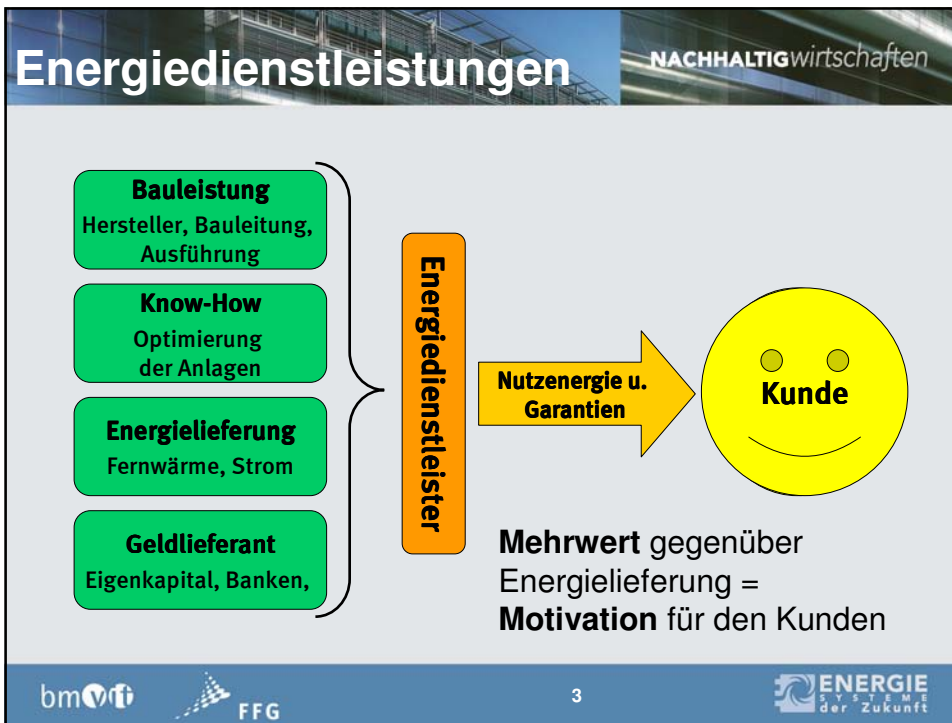 Energiedienstleistungen
NACHHALTIGwirtschaften
Bauleistung
Hersteller, Bauleitung,
Ausführung
Know-How
Optimierung
der Anlagen
Energielieferung
Fernwärme, Strom
Geldlieferant
Eigenkapital, Banken,
Energiedienstleister
Nutzenergie u.
Garantien
Kunde
Mehrwert gegenüber
Energielieferung =
Motivation für den Kunden
bmvit
FFG
3
ENERGIE
SYSTEME
der Zukunft